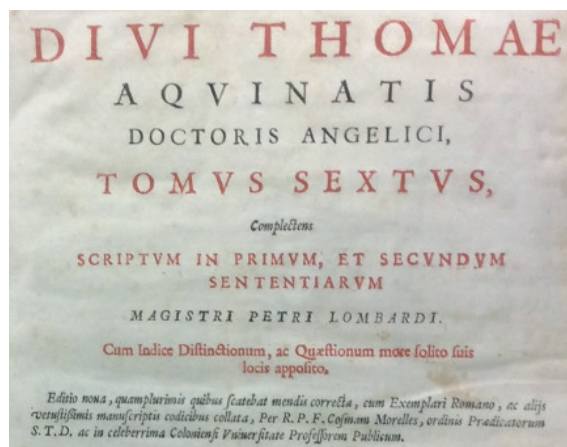 DIVI THOMAE
AQVINATIS
DOCTORIS ANGELICI,
TOMVS SEXTVS,
Complectens
SCRIPTVM IN PRIMVM, ET SECVNDVM
SENTENTIARVM
MAGISTRI PETRI LOMBARDI.
Cum Indice Diſtinctionum, ac Quæſtionum more ſolito ſuis
locis appoſito.
Editio noua, quamplurimis quibus ſcatebat mendis correcta, cum Exemplari Romano, ac alijs
vetuſtiſſimis manuſcriptis codicibus collata, Per R. P. F. Coſmam Morelles, ordinis Prædicatorum
S. T. D. ac in celeberrima Colonienſi Vniuerſitate Profeſſorem Publicum.